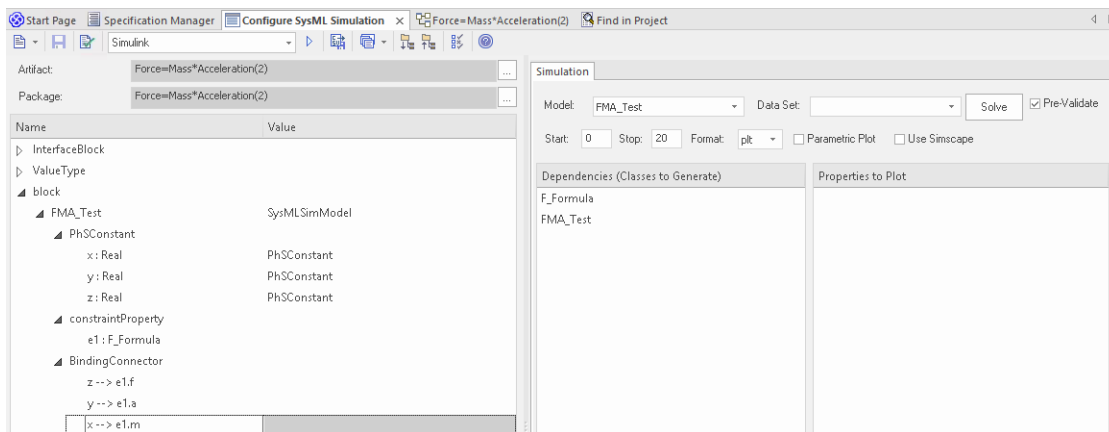 Start Page Specification Manager Configure SysML Simulation × Force=Mass*Acceleration(2) Find in Project
Simulink
Artifact: Force=Mass*Acceleration(2) ...
Package: Force=Mass*Acceleration(2) ...
Name Value
InterfaceBlock
ValueType
block
FMA_Test SysMLSimModel
PhSConstant
x : Real PhSConstant
y : Real PhSConstant
z : Real PhSConstant
constraintProperty
e1 : F_Formula
BindingConnector
z --> e1.f
y --> e1.a
x --> e1.m
Simulation
Model: FMA_Test Data Set: Solve Pre-Validate
Start: 0 Stop: 20 Format: plt Parametric Plot Use Simscape
Dependencies (Classes to Generate) Properties to Plot
F_Formula
FMA_Test